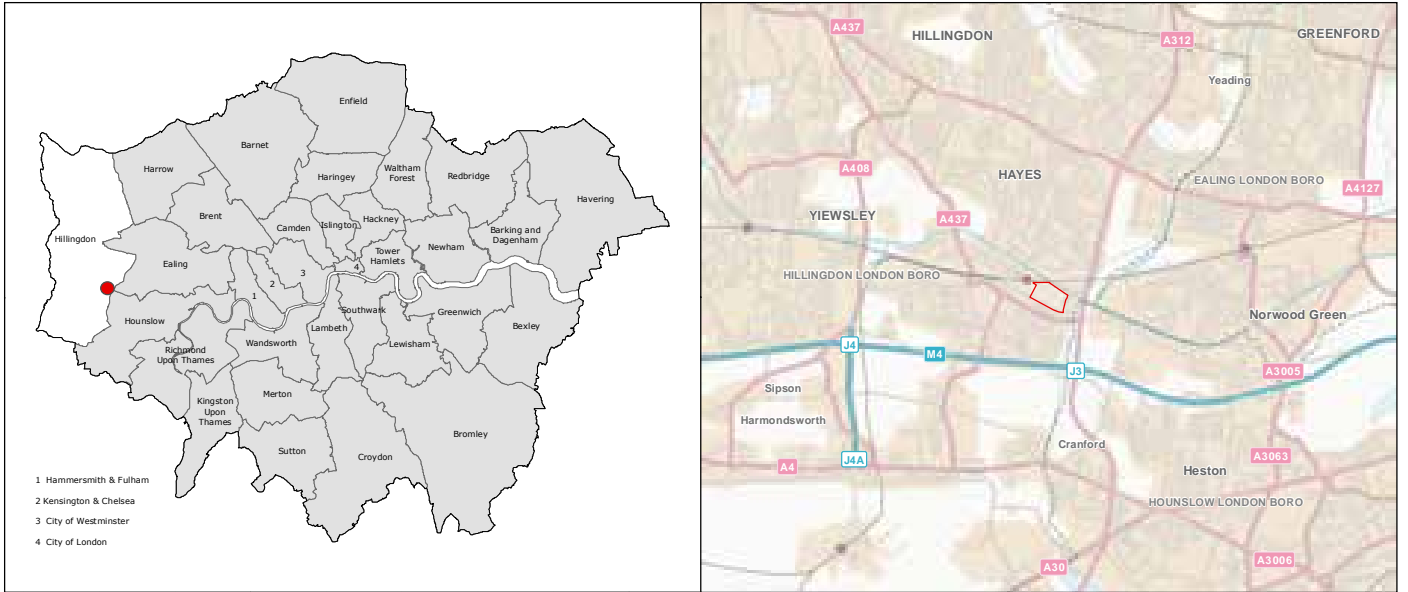 Enfield
Barnet
Harrow
Haringey
Waltham
Forest
Redbridge
Havering
Brent
Camden
Islington
Hackney
Barking and
Dagenham
Hillingdon
Ealing
Tower
Hamlets
Newham
4
3
2
1
Hounslow
Southwark
Greenwich
Bexley
Lambeth
Wandsworth
Lewisham
Richmond
Upon Thames
Merton
Kingston
Upon
Thames
Bromley
Sutton
Croydon
1 Hammersmith & Fulham
2 Kensington & Chelsea
3 City of Westminster
4 City of London
A437
HILLINGDON
A312
GREENFORD
Yeading
A408
HAYES
EALING LONDON BORO
A4127
YIEWSLEY
A437
HILLINGDON LONDON BORO
Norwood Green
J4
M4
J3
A3005
Sipson
Harmondsworth
Cranford
A4
J4A
A3063
Heston
HOUNSLOW LONDON BORO
A30
A3006